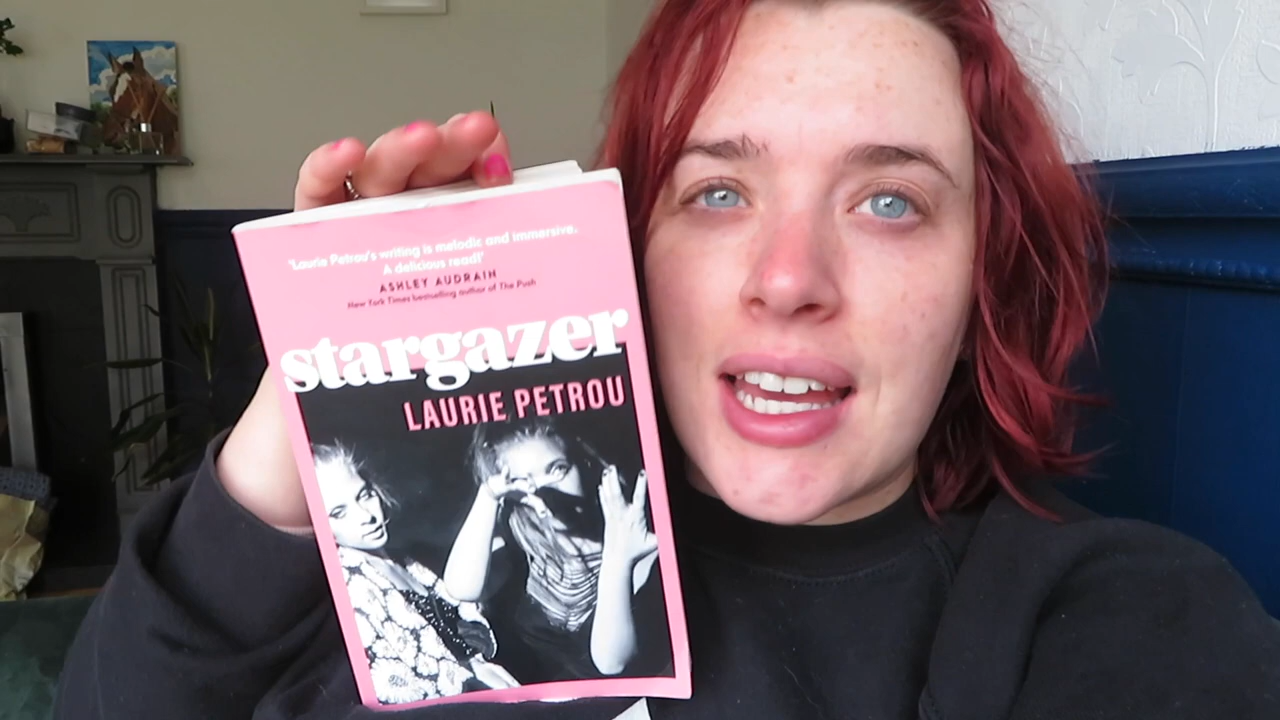 "Laurie Petrou's writing is melodic and immersive.
A delicious read!'
ASHLEY AUDRAIN
New York Times bestselling author of The Push
stargazer
LAURIE PETROU